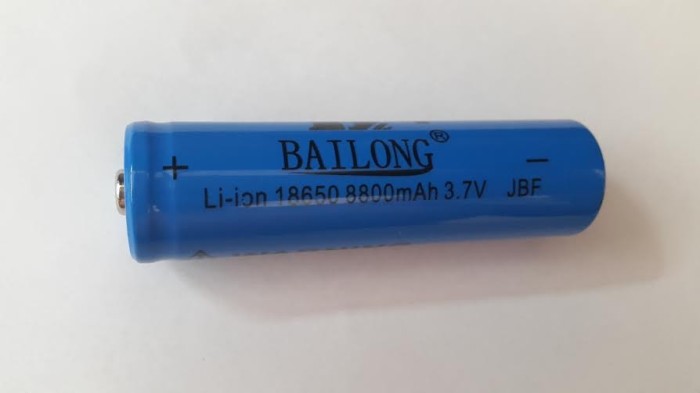 BAILONG®
+ −
Li-ion 18650 8800mAh 3.7V JBF